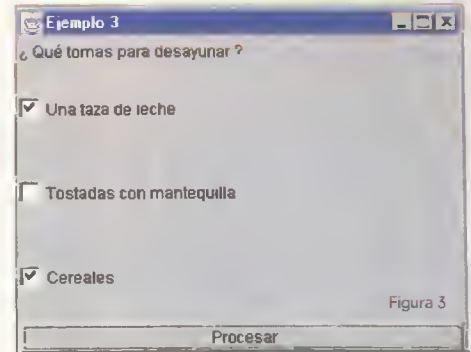 Ejemplo 3
¿ Qué tomas para desayunar ?
Una taza de leche
Tostadas con mantequilla
Cereales
Figura 3
Procesar